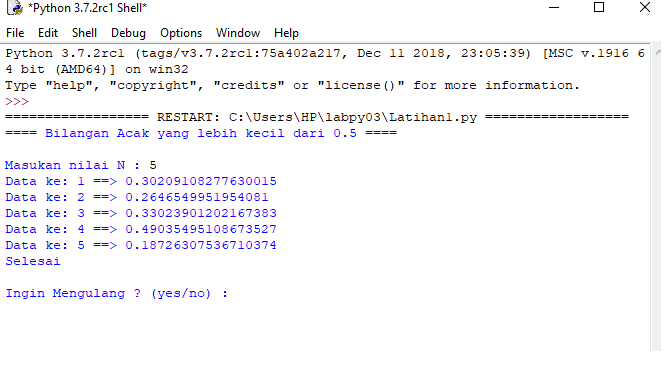 *Python 3.7.2rc1 Shell*
File Edit Shell Debug Options Window Help
Python 3.7.2rc1 (tags/v3.7.2rc1:75a402a217, Dec 11 2018, 23:05:39) [MSC v.1916 6
4 bit (AMD64)] on win32
Type "help", "copyright", "credits" or "license()" for more information.
>>>
================== RESTART: C:\Users\HP\labpy03\Latihan1.py ==================
==== Bilangan Acak yang lebih kecil dari 0.5 ====
Masukan nilai N : 5
Data ke: 1 ==> 0.30209108277630015
Data ke: 2 ==> 0.2646549951954081
Data ke: 3 ==> 0.33023901202167383
Data ke: 4 ==> 0.49035495108673527
Data ke: 5 ==> 0.18726307536710374
Selesai
Ingin Mengulang ? (yes/no) :